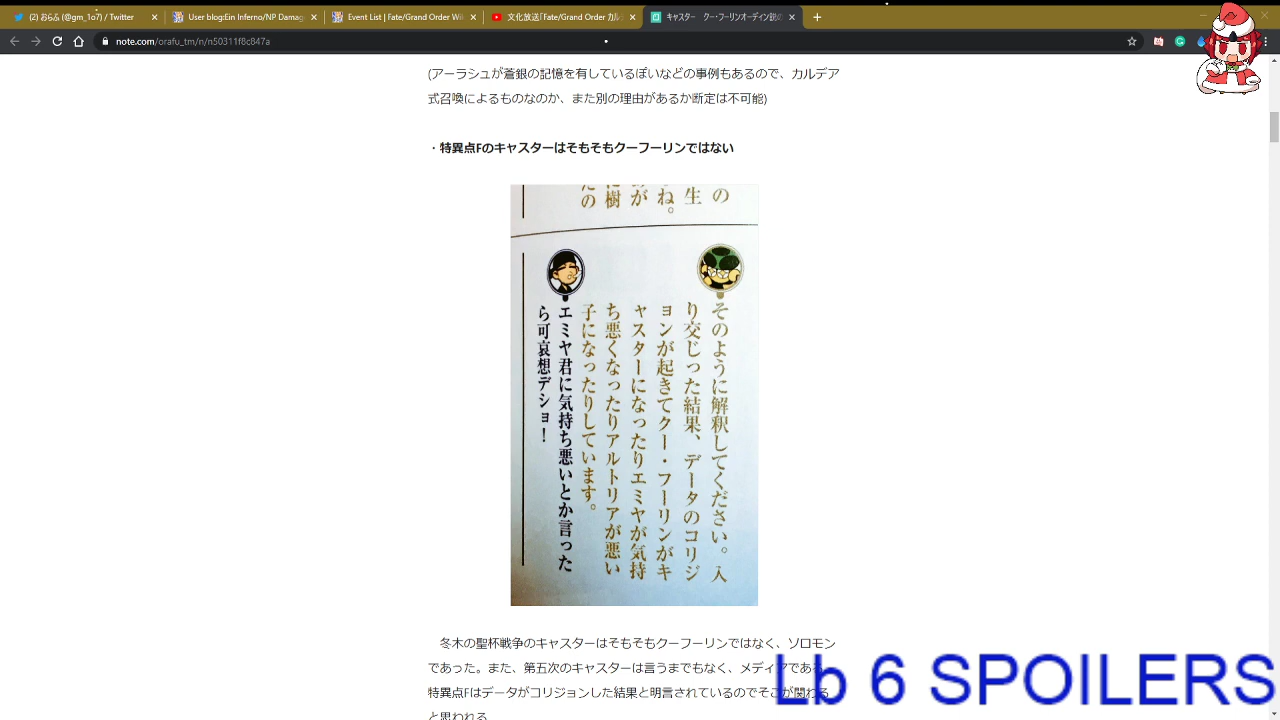 (2) おらふ (@gm_1o7) / Twitter
User blog:Ein Inferno/NP Damag
Event List | Fate/Grand Order Wi
文化放送「Fate/Grand Order カル
キャスター クー・フーリンオーディン説の
note.com/orafu_tm/n/n50311f8c847a
(アーラシュが蒼銀の記憶を有しているぽいなどの事例もあるので、カルデア
式召喚によるものなのか、また別の理由があるか断定は不可能)
・特異点Fのキャスターはそもそもクーフーリンではない
の
生
ね。
が
樹
たの
そのように解釈してください。入
り交じった結果、データのコリジ
ョンが起きてクー・フーリンがキ
ャスターになったりエミヤが気持
ち悪くなったりアルトリアが悪い
子になったりしています。
エミヤ君に気持ち悪いとか言った
ら可哀想デショ！
冬木の聖杯戦争のキャスターはそもそもクーフーリンではなく、ソロモン
であった。また、第五次のキャスターは言うまでもなく、メディアである。
特異点Fはデータがコリジョンした結果と明言されているのでそこが関わる
と思われる
Lb 6 SPOILERS